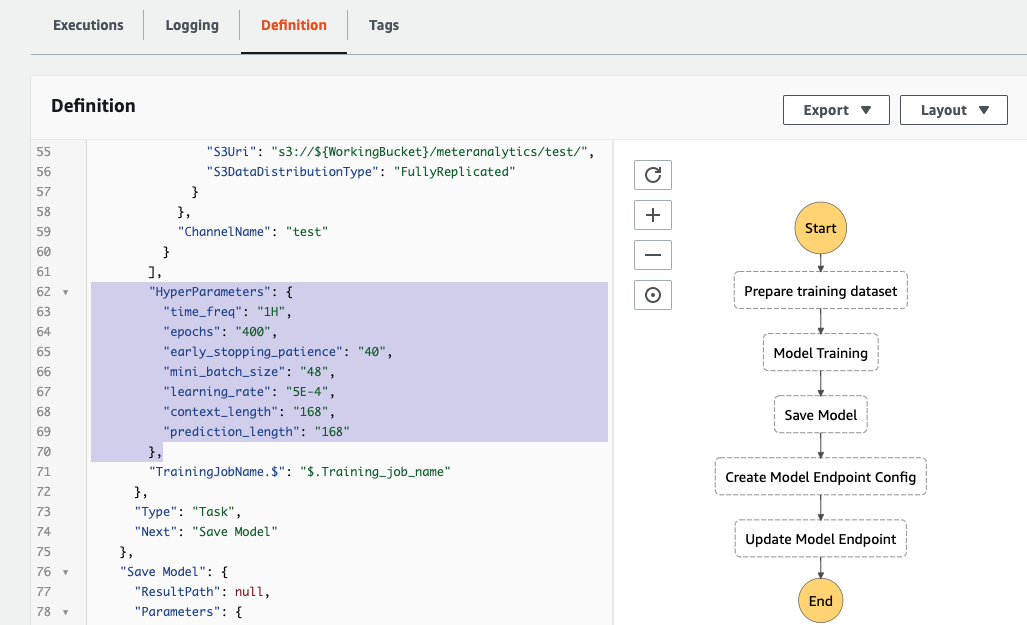 Executions Logging Definition Tags
Definition
Export ▼ Layout ▼
55 "S3Uri": "s3://${WorkingBucket}/meteranalytics/test/",
56 "S3DataDistributionType": "FullyReplicated"
57 }
58 },
59 "ChannelName": "test"
60 }
61 ],
62 ▼ "HyperParameters": {
63 "time_freq": "1H",
64 "epochs": "400",
65 "early_stopping_patience": "40",
66 "mini_batch_size": "48",
67 "learning_rate": "5E-4",
68 "context_length": "168",
69 "prediction_length": "168"
70 },
71 "TrainingJobName.$": "$.Training_job_name"
72 },
73 "Type": "Task",
74 "Next": "Save Model"
75 },
76 ▼ "Save Model": {
77 "ResultPath": null,
78 ▼ "Parameters": {
Start
Prepare training dataset
Model Training
Save Model
Create Model Endpoint Config
Update Model Endpoint
End